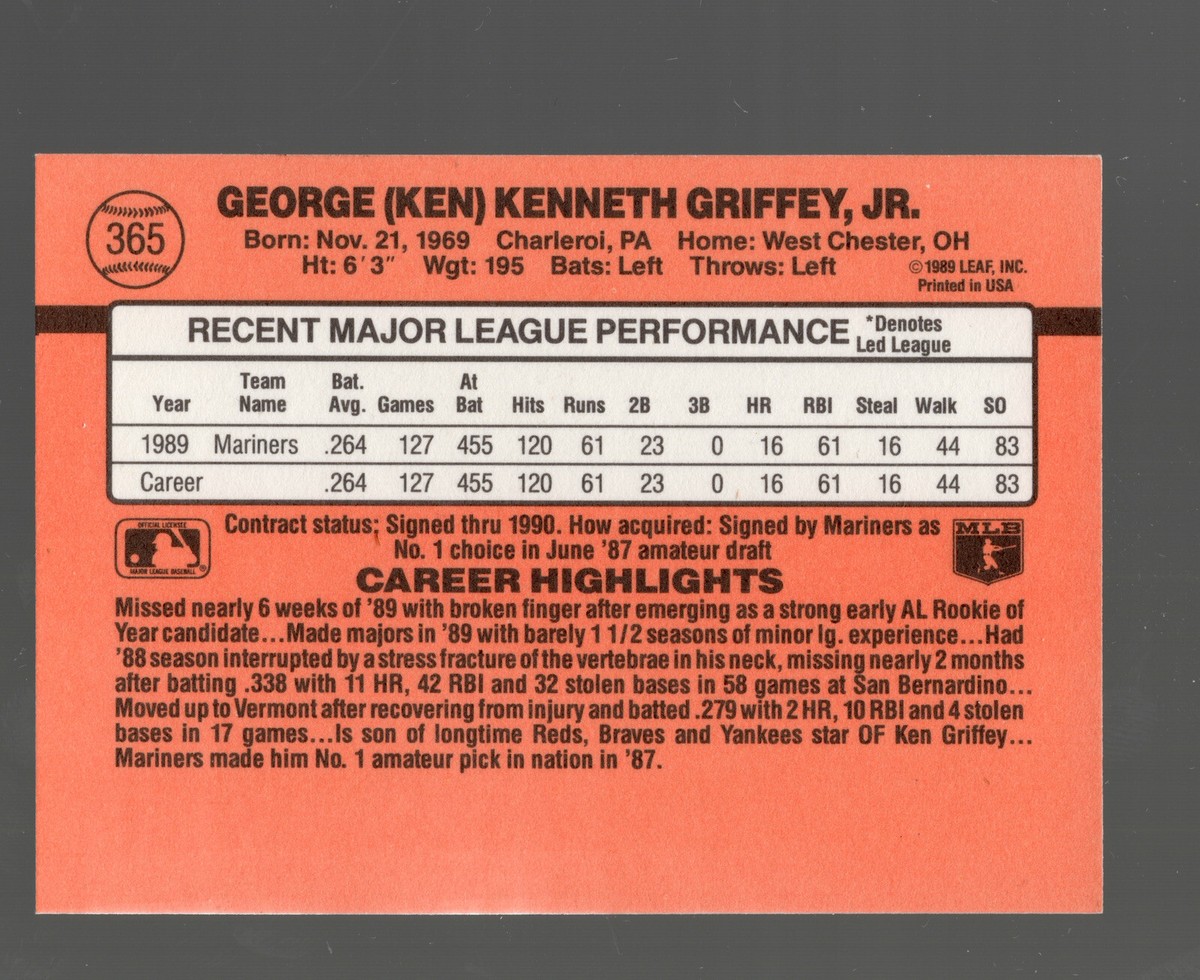 365
GEORGE (KEN) KENNETH GRIFFEY, JR.
Born: Nov. 21, 1969 Charleroi, PA Home: West Chester, OH
Ht: 6'3" Wgt: 195 Bats: Left Throws: Left
©1989 LEAF, INC.
Printed in USA
RECENT MAJOR LEAGUE PERFORMANCE *Denotes
Led League
Team Bat. At
Year Name Avg. Games Bat Hits Runs 2B 3B HR RBI Steal Walk SO
1989 Mariners .264 127 455 120 61 23 0 16 61 16 44 83
Career .264 127 455 120 61 23 0 16 61 16 44 83
OFFICIAL LICENSEE
MAJOR LEAGUE BASEBALL ®
Contract status: Signed thru 1990. How acquired: Signed by Mariners as
No. 1 choice in June '87 amateur draft
MLB
CAREER HIGHLIGHTS
Missed nearly 6 weeks of '89 with broken finger after emerging as a strong early AL Rookie of
Year candidate...Made majors in '89 with barely 1 1/2 seasons of minor lg. experience...Had
'88 season interrupted by a stress fracture of the vertebrae in his neck, missing nearly 2 months
after batting .338 with 11 HR, 42 RBI and 32 stolen bases in 58 games at San Bernardino...
Moved up to Vermont after recovering from injury and batted .279 with 2 HR, 10 RBI and 4 stolen
bases in 17 games...Is son of longtime Reds, Braves and Yankees star OF Ken Griffey...
Mariners made him No. 1 amateur pick in nation in '87.